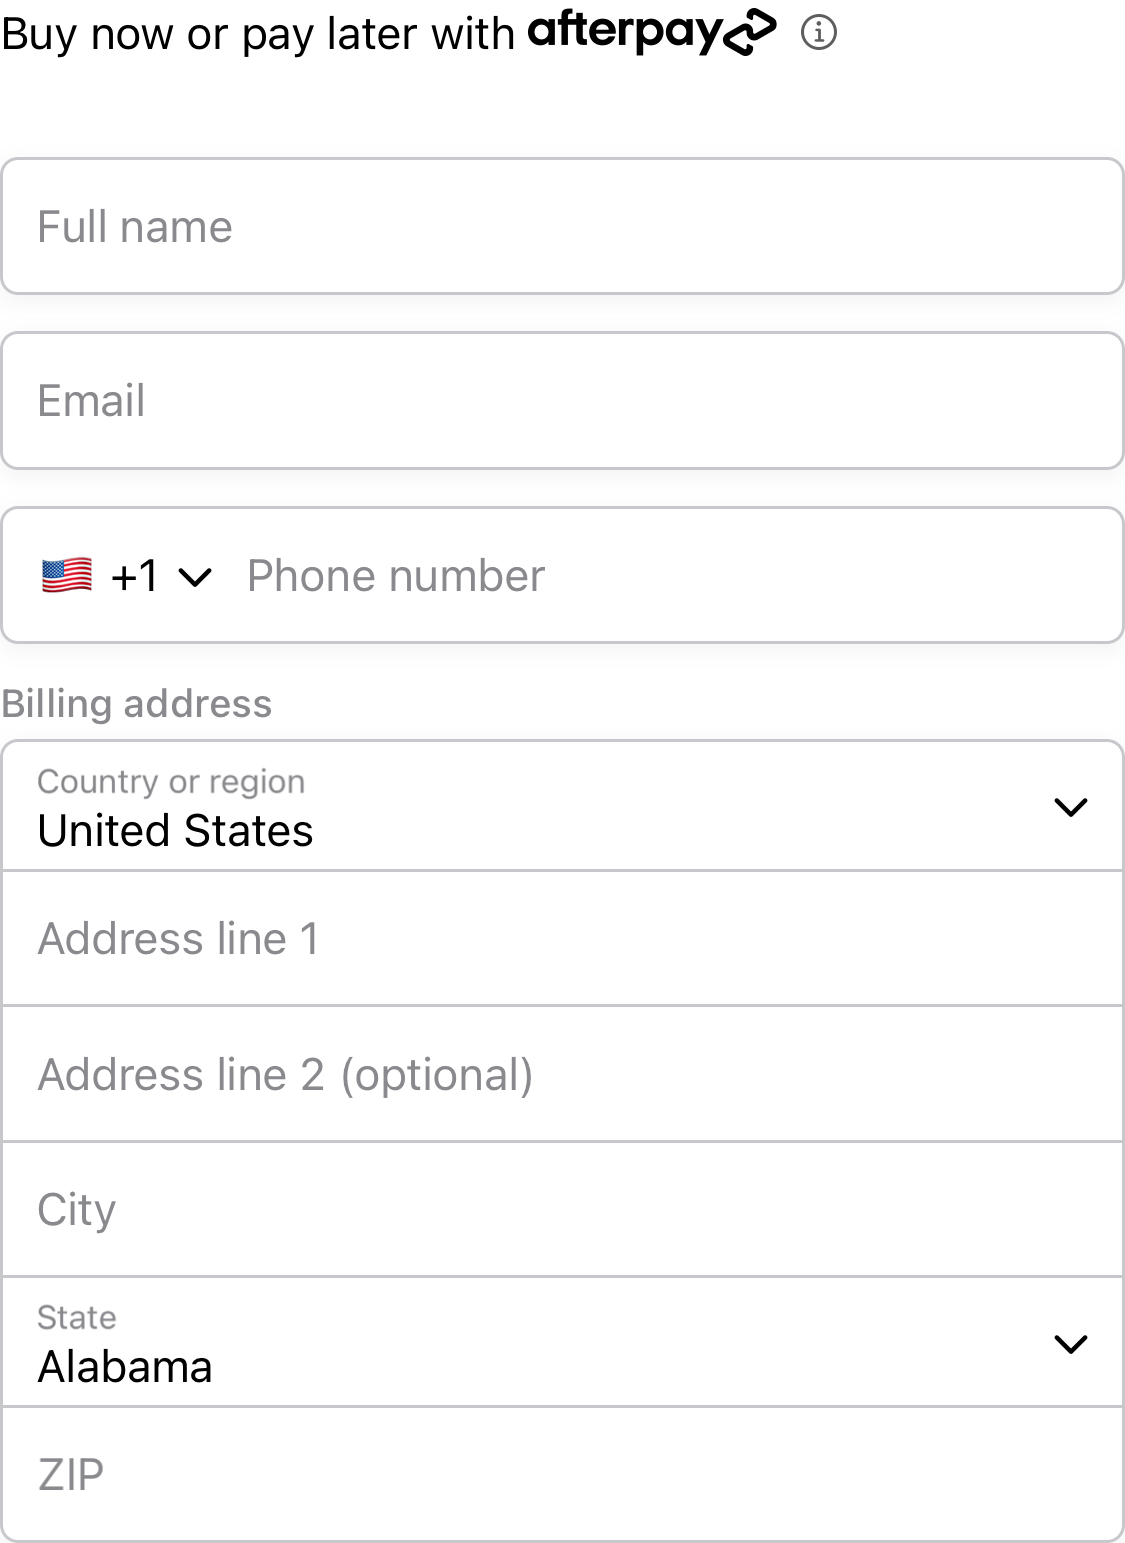 Buy now or pay later with afterpay
Full name
Email
+1 Phone number
Billing address
Country or region
United States
Address line 1
Address line 2 (optional)
City
State
Alabama
ZIP